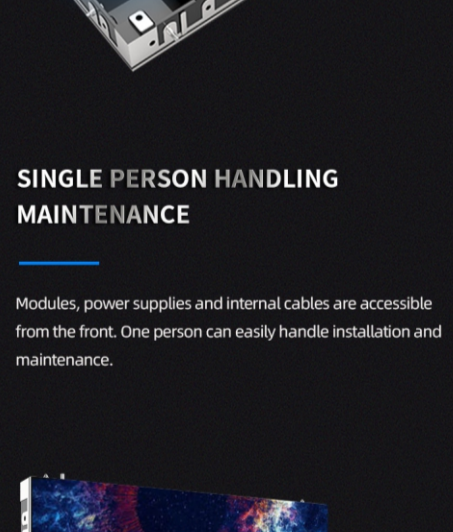 SINGLE PERSON HANDLING
MAINTENANCE
Modules, power supplies and internal cables are accessible
from the front. One person can easily handle installation and
maintenance.